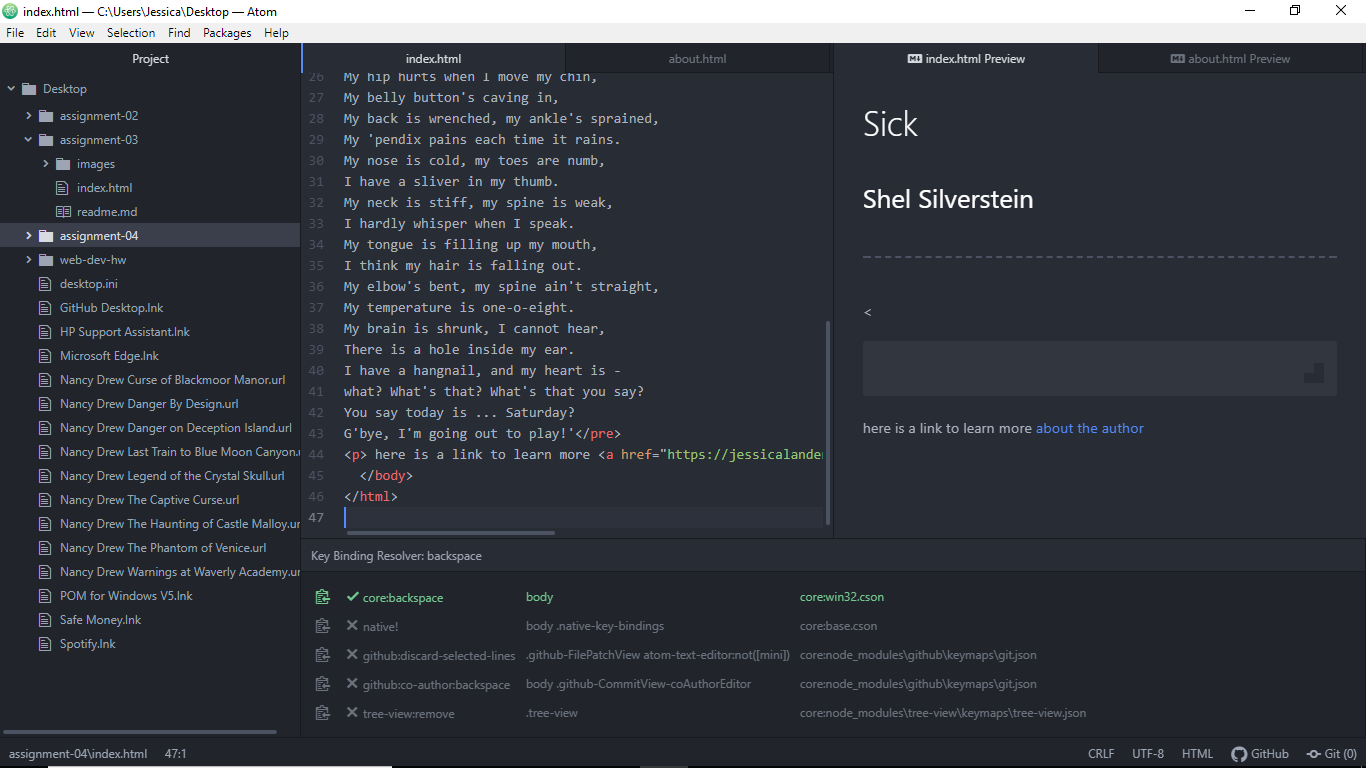 index.html — C:\Users\Jessica\Desktop — Atom
File Edit View Selection Find Packages Help
Project
Desktop
assignment-02
assignment-03
images
index.html
readme.md
assignment-04
web-dev-hw
desktop.ini
GitHub Desktop.lnk
HP Support Assistant.lnk
Microsoft Edge.lnk
Nancy Drew Curse of Blackmoor Manor.url
Nancy Drew Danger By Design.url
Nancy Drew Danger on Deception Island.url
Nancy Drew Last Train to Blue Moon Canyon.
Nancy Drew Legend of the Crystal Skull.url
Nancy Drew The Captive Curse.url
Nancy Drew The Haunting of Castle Malloy.ur
Nancy Drew The Phantom of Venice.url
Nancy Drew Warnings at Waverly Academy.ur
POM for Windows V5.lnk
Safe Money.lnk
Spotify.lnk
index.html about.html
26 My hip hurts when I move my chin,
27 My belly button's caving in,
28 My back is wrenched, my ankle's sprained,
29 My 'pendix pains each time it rains.
30 My nose is cold, my toes are numb,
31 I have a sliver in my thumb.
32 My neck is stiff, my spine is weak,
33 I hardly whisper when I speak.
34 My tongue is filling up my mouth,
35 I think my hair is falling out.
36 My elbow's bent, my spine ain't straight,
37 My temperature is one-o-eight.
38 My brain is shrunk, I cannot hear,
39 There is a hole inside my ear.
40 I have a hangnail, and my heart is -
41 what? What's that? What's that you say?
42 You say today is ... Saturday?
43 G'bye, I'm going out to play!'</pre>
44 <p> here is a link to learn more <a href="https://jessicalander
45 </body>
46 </html>
47
index.html Preview about.html Preview
Sick
Shel Silverstein
<
here is a link to learn more about the author
Key Binding Resolver: backspace
core:backspace body core:win32.cson
native! body .native-key-bindings core:base.cson
github:discard-selected-lines .github-FilePatchView atom-text-editor:not([mini]) core:node_modules\github\keymaps\git.json
github:co-author:backspace body .github-CommitView-coAuthorEditor core:node_modules\github\keymaps\git.json
tree-view:remove .tree-view core:node_modules\tree-view\keymaps\tree-view.json
assignment-04\index.html 47:1 CRLF UTF-8 HTML GitHub Git (0)